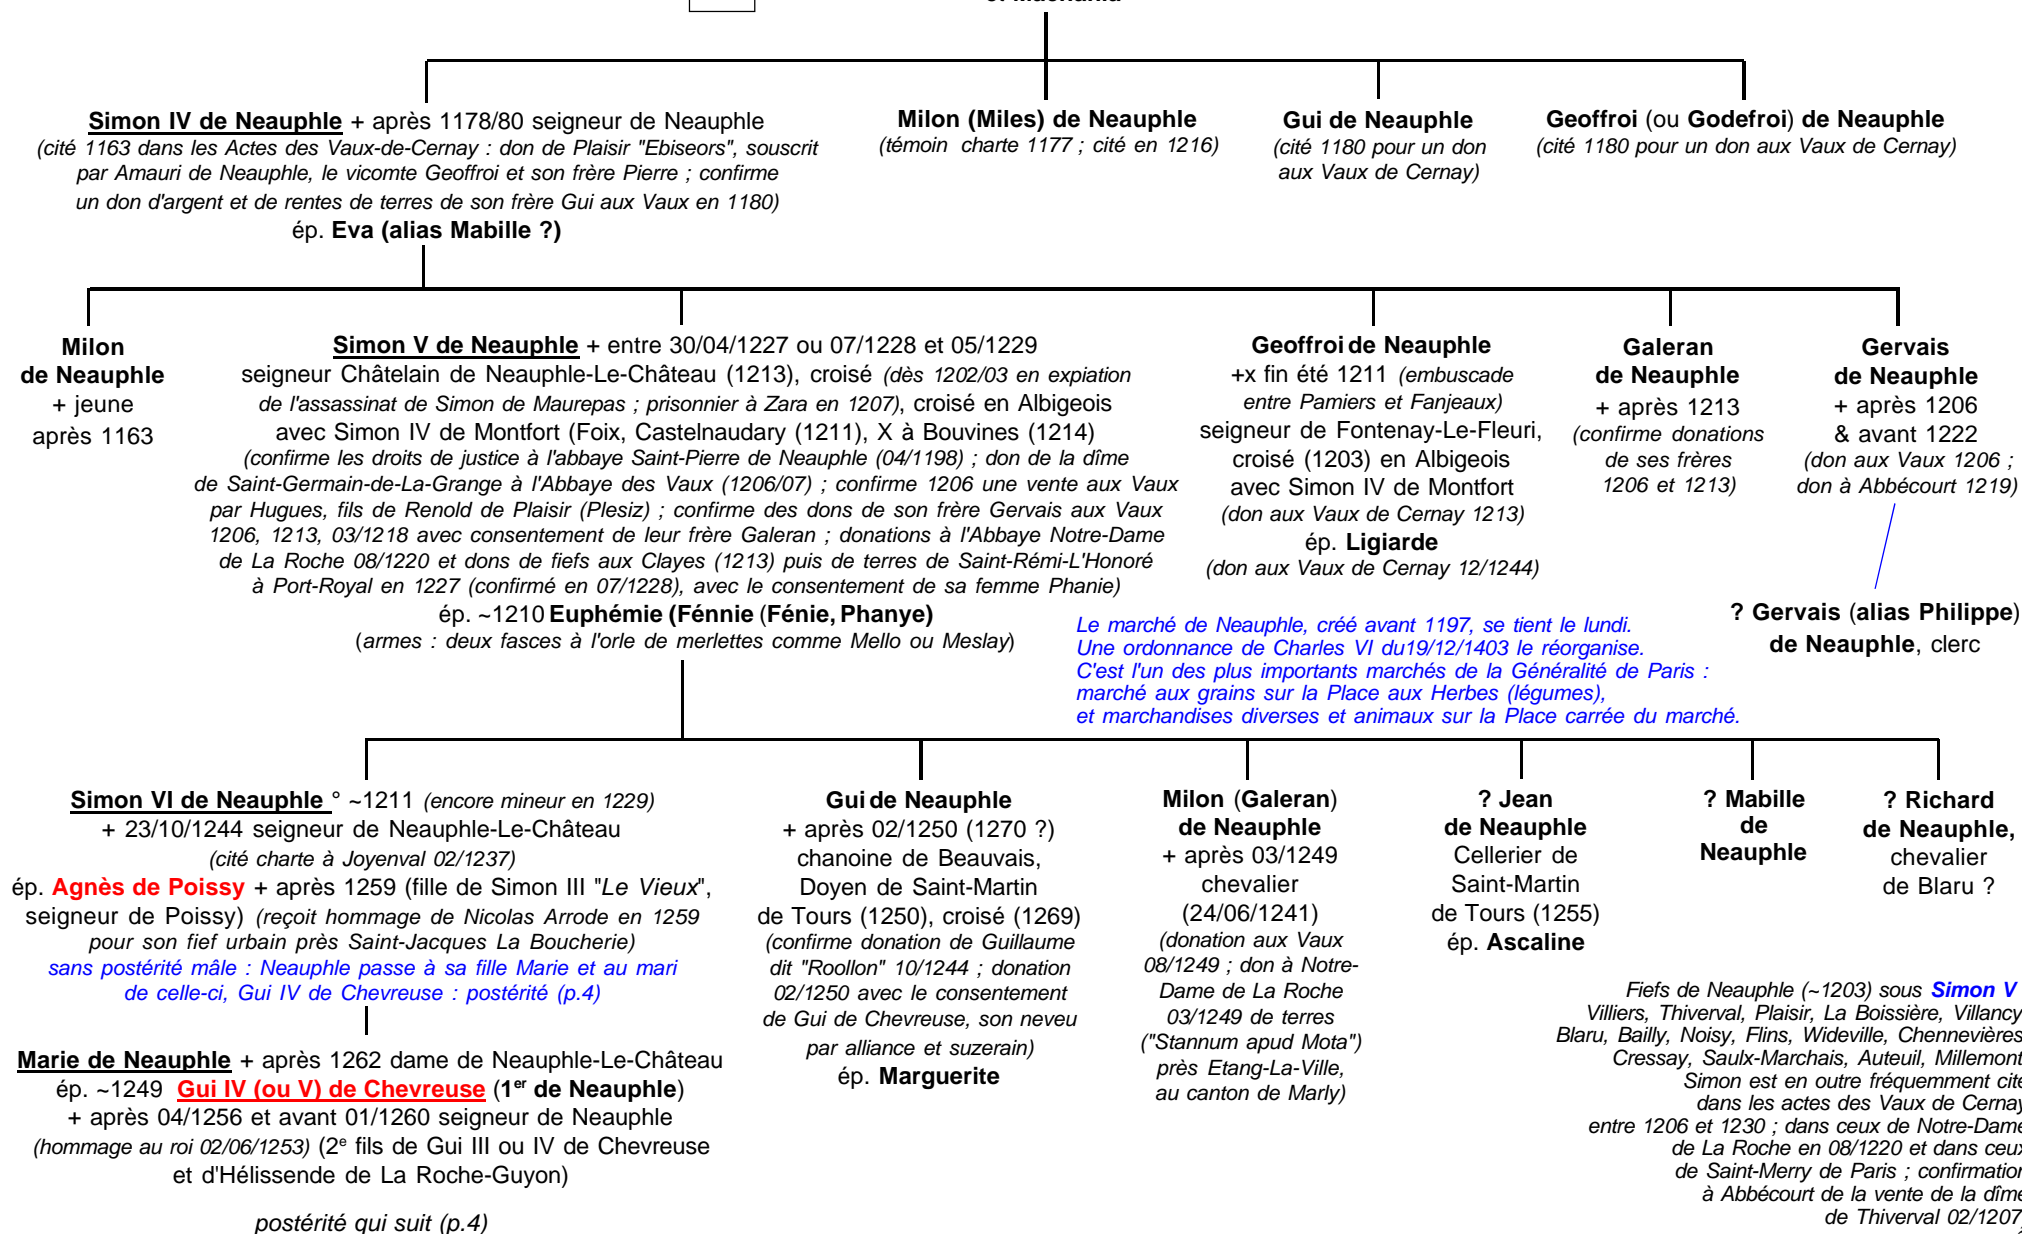 Simon IV de Neauphle + après 1178/80 seigneur de Neauphle
(cité 1163 dans les Actes des Vaux-de-Cernay : don de Plaisir "Ebiseors", souscrit
par Amauri de Neauphle, le vicomte Geoffroi et son frère Pierre ; confirme
un don d'argent et de rentes de terres de son frère Gui aux Vaux en 1180)
ép. Eva (alias Mabille ?)
Milon (Miles) de Neauphle
(témoin charte 1177 ; cité en 1216)
Gui de Neauphle
(cité 1180 pour un don
aux Vaux de Cernay)
Geoffroi (ou Godefroi) de Neauphle
(cité 1180 pour un don aux Vaux de Cernay)
Milon
de Neauphle
+ jeune
après 1163
Simon V de Neauphle + entre 30/04/1227 ou 07/1228 et 05/1229
seigneur Châtelain de Neauphle-Le-Château (1213), croisé (dès 1202/03 en expiation
de l'assassinat de Simon de Maurepas ; prisonnier à Zara en 1207), croisé en Albigeois
avec Simon IV de Montfort (Foix, Castelnaudary (1211), X à Bouvines (1214)
(confirme les droits de justice à l'abbaye Saint-Pierre de Neauphle (04/1198) ; don de la dîme
de Saint-Germain-de-La-Grange à l'Abbaye des Vaux (1206/07) ; confirme 1206 une vente aux Vaux
par Hugues, fils de Renold de Plaisir (Plesiz) ; confirme des dons de son frère Gervais aux Vaux
1206, 1213, 03/1218 avec consentement de leur frère Galeran ; donations à l'Abbaye Notre-Dame
de La Roche 08/1220 et dons de fiefs aux Clayes (1213) puis de terres de Saint-Rémi-L'Honoré
à Port-Royal en 1227 (confirmé en 07/1228), avec le consentement de sa femme Phanie)
ép. ~1210 Euphémie (Fénnie (Fénie, Phanye)
(armes : deux fasces à l'orle de merlettes comme Mello ou Meslay)
Geoffroi de Neauphle
+x fin été 1211 (embuscade
entre Pamiers et Fanjeaux)
seigneur de Fontenay-Le-Fleuri,
croisé (1203) en Albigeois
avec Simon IV de Montfort
(don aux Vaux de Cernay 1213)
ép. Ligiarde
(don aux Vaux de Cernay 12/1244)
Galeran
de Neauphle
+ après 1213
(confirme donations
de ses frères
1206 et 1213)
Gervais
de Neauphle
+ après 1206
& avant 1222
(don aux Vaux 1206 ;
don à Abbécourt 1219)
? Gervais (alias Philippe)
de Neauphle, clerc
Le marché de Neauphle, créé avant 1197, se tient le lundi.
Une ordonnance de Charles VI du19/12/1403 le réorganise.
C'est l'un des plus importants marchés de la Généralité de Paris :
marché aux grains sur la Place aux Herbes (légumes),
et marchandises diverses et animaux sur la Place carrée du marché.
Simon VI de Neauphle ° ~1211 (encore mineur en 1229)
+ 23/10/1244 seigneur de Neauphle-Le-Château
(cité charte à Joyenval 02/1237)
ép. Agnès de Poissy + après 1259 (fille de Simon III "Le Vieux",
seigneur de Poissy) (reçoit hommage de Nicolas Arrode en 1259
pour son fief urbain près Saint-Jacques La Boucherie)
sans postérité mâle : Neauphle passe à sa fille Marie et au mari
de celle-ci, Gui IV de Chevreuse : postérité (p.4)
Marie de Neauphle + après 1262 dame de Neauphle-Le-Château
ép. ~1249 Gui IV (ou V) de Chevreuse (1er de Neauphle)
+ après 04/1256 et avant 01/1260 seigneur de Neauphle
(hommage au roi 02/06/1253) (2e fils de Gui III ou IV de Chevreuse
et d'Hélissende de La Roche-Guyon)
postérité qui suit (p.4)
Gui de Neauphle
+ après 02/1250 (1270 ?)
chanoine de Beauvais,
Doyen de Saint-Martin
de Tours (1250), croisé (1269)
(confirme donation de Guillaume
dit "Roollon" 10/1244 ; donation
02/1250 avec le consentement
de Gui de Chevreuse, son neveu
par alliance et suzerain)
ép. Marguerite
Milon (Galeran)
de Neauphle
+ après 03/1249
chevalier
(24/06/1241)
(donation aux Vaux
08/1249 ; don à Notre-
Dame de La Roche
03/1249 de terres
("Stannum apud Mota")
près Etang-La-Ville,
au canton de Marly)
? Jean
de Neauphle
Cellerier de
Saint-Martin
de Tours (1255)
ép. Ascaline
? Mabille
de
Neauphle
? Richard
de Neauphle,
chevalier
de Blaru ?
Fiefs de Neauphle (~1203) sous Simon V
Villiers, Thiverval, Plaisir, La Boissière, Villancy
Blaru, Bailly, Noisy, Flins, Wideville, Chennevières
Cressay, Saulx-Marchais, Auteuil, Millemont
Simon est en outre fréquemment cité
dans les actes des Vaux de Cernay
entre 1206 et 1230 ; dans ceux de Notre-Dame
de La Roche en 08/1220 et dans ceux
de Saint-Merry de Paris ; confirmation
à Abbécourt de la vente de la dîme
de Thiverval 02/1207